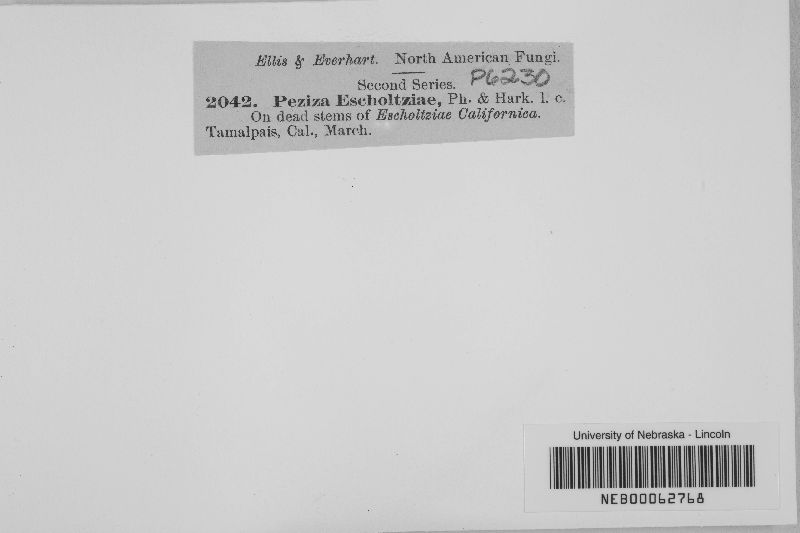 Ellis & Everhart. North American Fungi.
Second Series. P6230
2042. Peziza Escholtziae, Ph. & Hark. l. c.
On dead stems of Escholtziae Californica.
Tamalpais, Cal., March.
University of Nebraska - Lincoln
NEB00062768